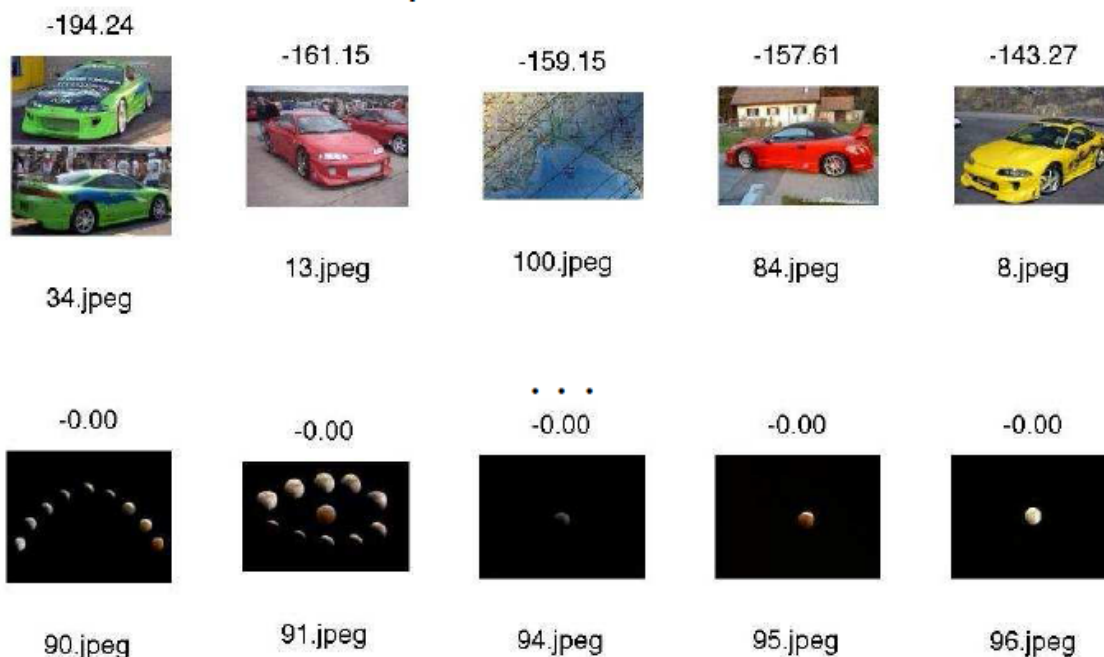 -194.24
-161.15
-159.15
-157.61
-143.27
34.jpeg
13.jpeg
100.jpeg
84.jpeg
8.jpeg
. . .
-0.00
-0.00
-0.00
-0.00
-0.00
90.jpeg
91.jpeg
94.jpeg
95.jpeg
96.jpeg